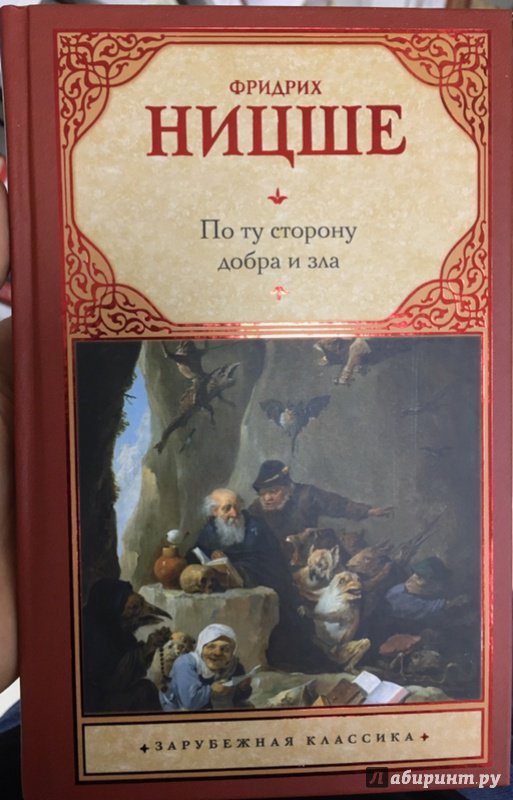 ФРИДРИХ
НИЦШЕ
По ту сторону
добра и зла
ЗАРУБЕЖНАЯ КЛАССИКА
Лабиринт.ру